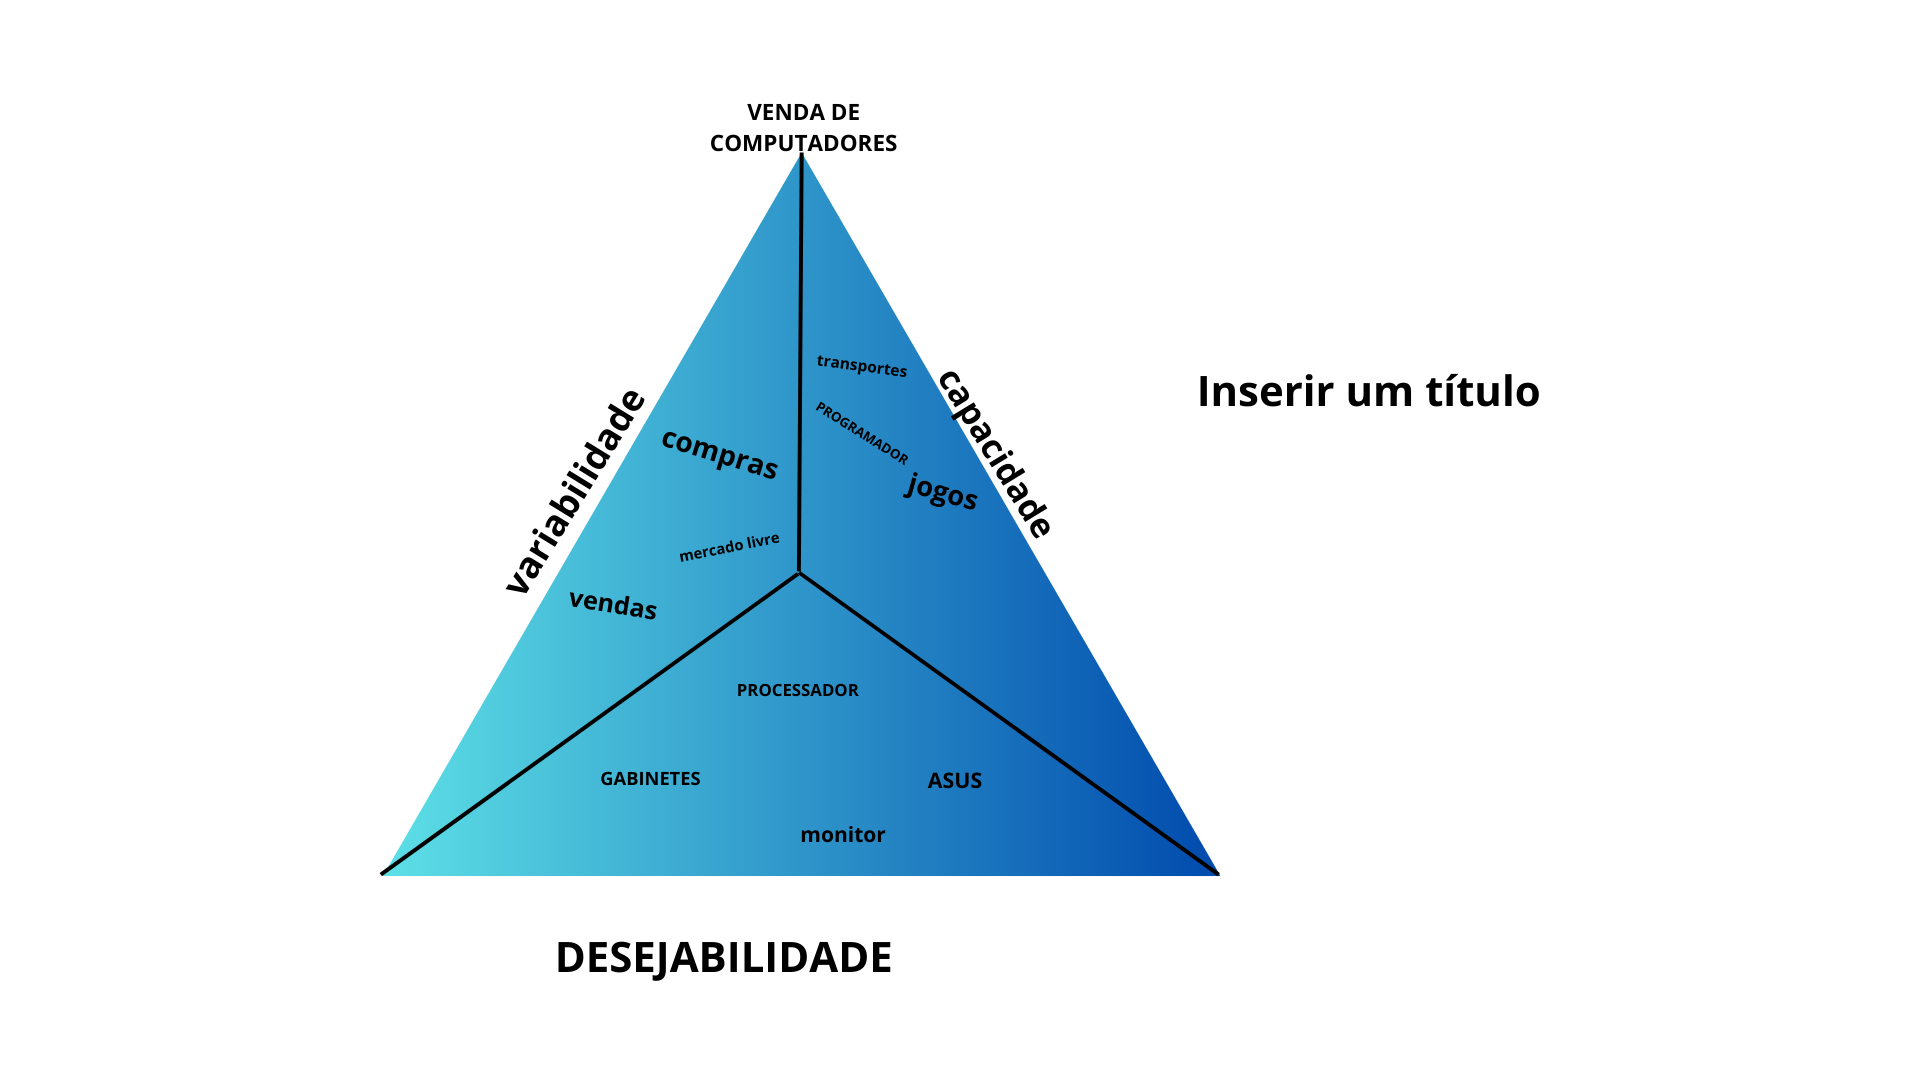 VENDA DE
COMPUTADORES
transportes
PROGRAMADOR
jogos
capacidade
variabilidade
compras
mercado livre
vendas
Inserir um título
PROCESSADOR
GABINETES
ASUS
monitor
DESEJABILIDADE